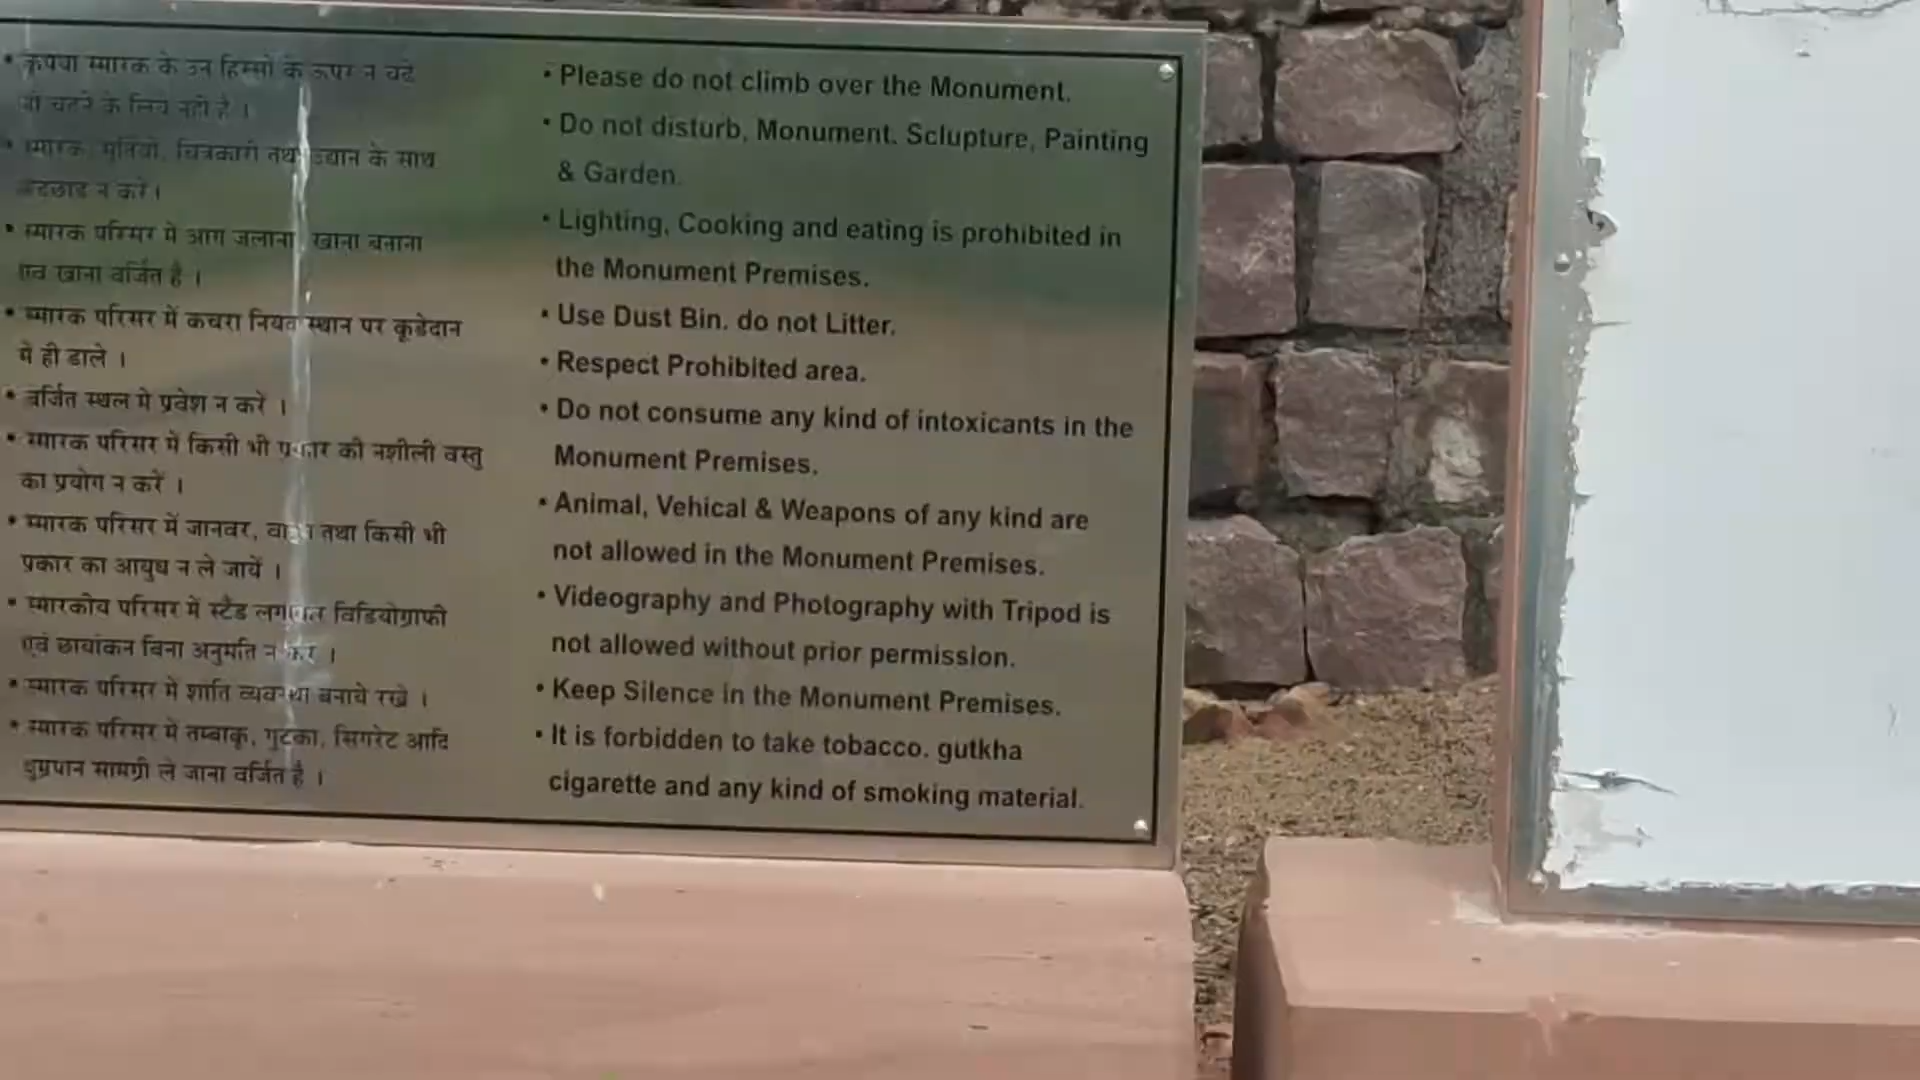 • कृपया स्मारक के उन हिस्सो के ऊपर न चढे
जो चढने के लिये नही है ।
• स्मारक, मूर्तियों, चित्रकारी तथा उद्यान के साथ
छेडछाड न करें ।
• स्मारक परिसर में आग जलाना, खाना बनाना
एवं खाना वर्जित है ।
• स्मारक परिसर में कचरा नियत स्थान पर कूडेदान
में ही डाले ।
• वर्जित स्थल मे प्रवेश न करें ।
• स्मारक परिसर में किसी भी प्रकार की नशीली वस्तु
का प्रयोग न करें ।
• स्मारक परिसर में जानवर, वाहन तथा किसी भी
प्रकार का आयुध न ले जायें ।
• स्मारकीय परिसर में स्टैंड लगाकर विडियोग्राफी
एवं छायांकन बिना अनुमति न करें ।
• स्मारक परिसर में शांति व्यवस्था बनाये रखे ।
• स्मारक परिसर में तम्बाकू, गुटका, सिगरेट आदि
धुम्रपान सामग्री ले जाना वर्जित है ।
• Please do not climb over the Monument.
• Do not disturb, Monument. Sclupture, Painting
& Garden.
• Lighting, Cooking and eating is prohibited in
the Monument Premises.
• Use Dust Bin. do not Litter.
• Respect Prohibited area.
• Do not consume any kind of intoxicants in the
Monument Premises.
• Animal, Vehical & Weapons of any kind are
not allowed in the Monument Premises.
• Videography and Photography with Tripod is
not allowed without prior permission.
• Keep Silence in the Monument Premises.
• It is forbidden to take tobacco. gutkha
cigarette and any kind of smoking material.